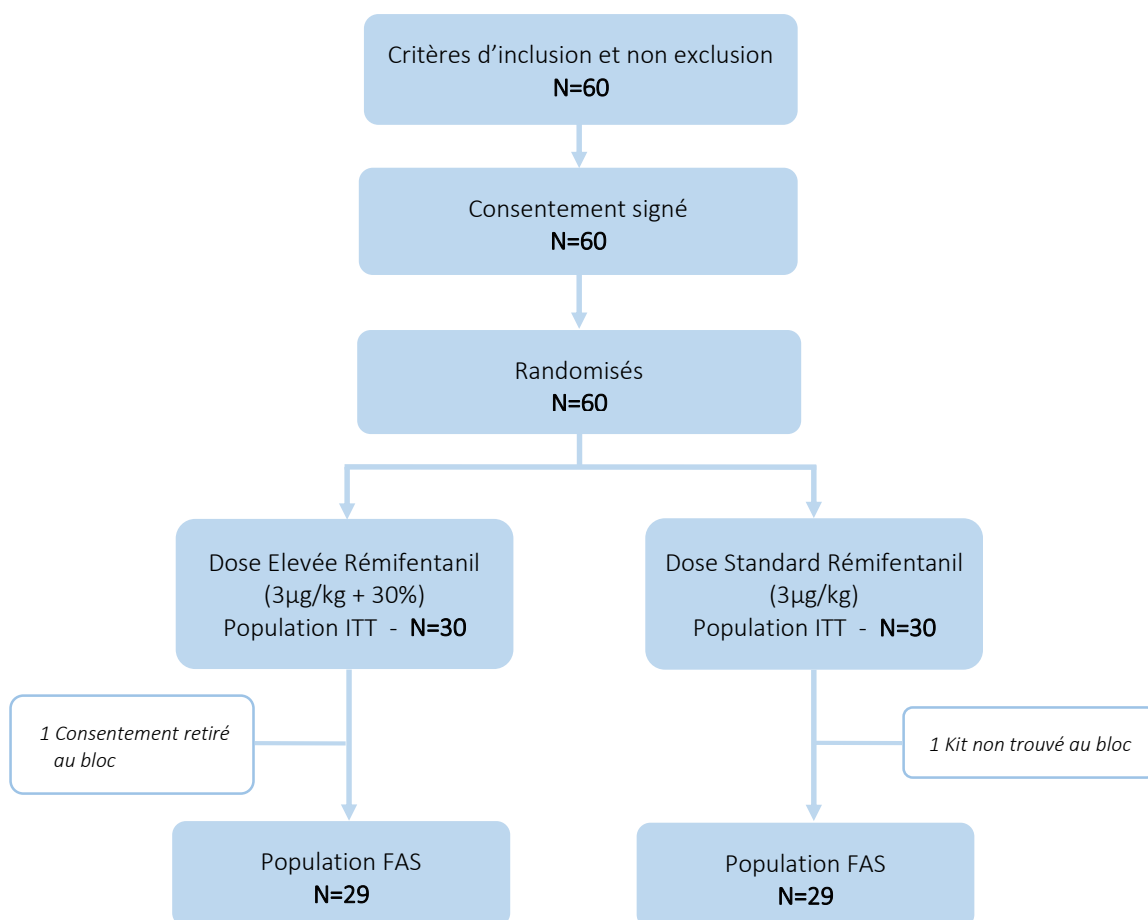 Critères d’inclusion et non exclusion
N=60
Consentement signé
N=60
Randomisés
N=60
Dose Elevée Rémifentanil
(3µg/kg + 30%)
Population ITT - N=30
Dose Standard Rémifentanil
(3µg/kg)
Population ITT - N=30
1 Consentement retiré
au bloc
1 Kit non trouvé au bloc
Population FAS
N=29
Population FAS
N=29